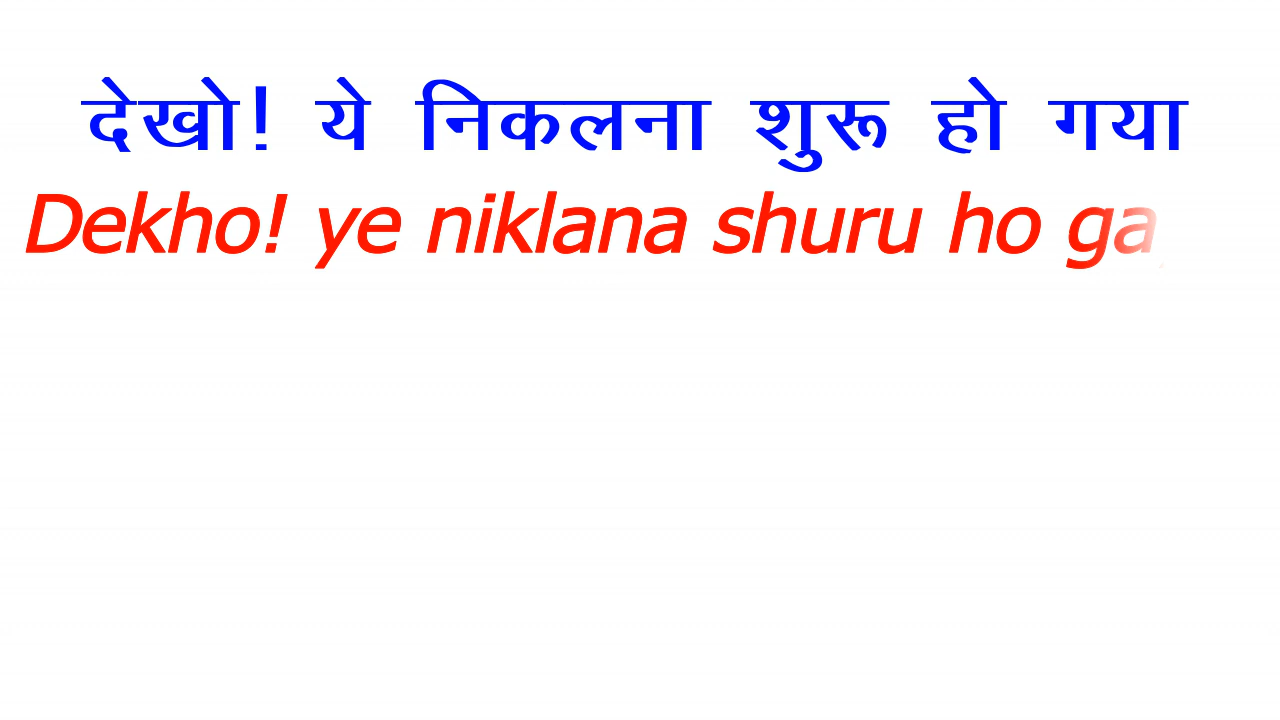 देखो! ये निकलना शुरू हो गया
Dekho! ye niklana shuru ho ga